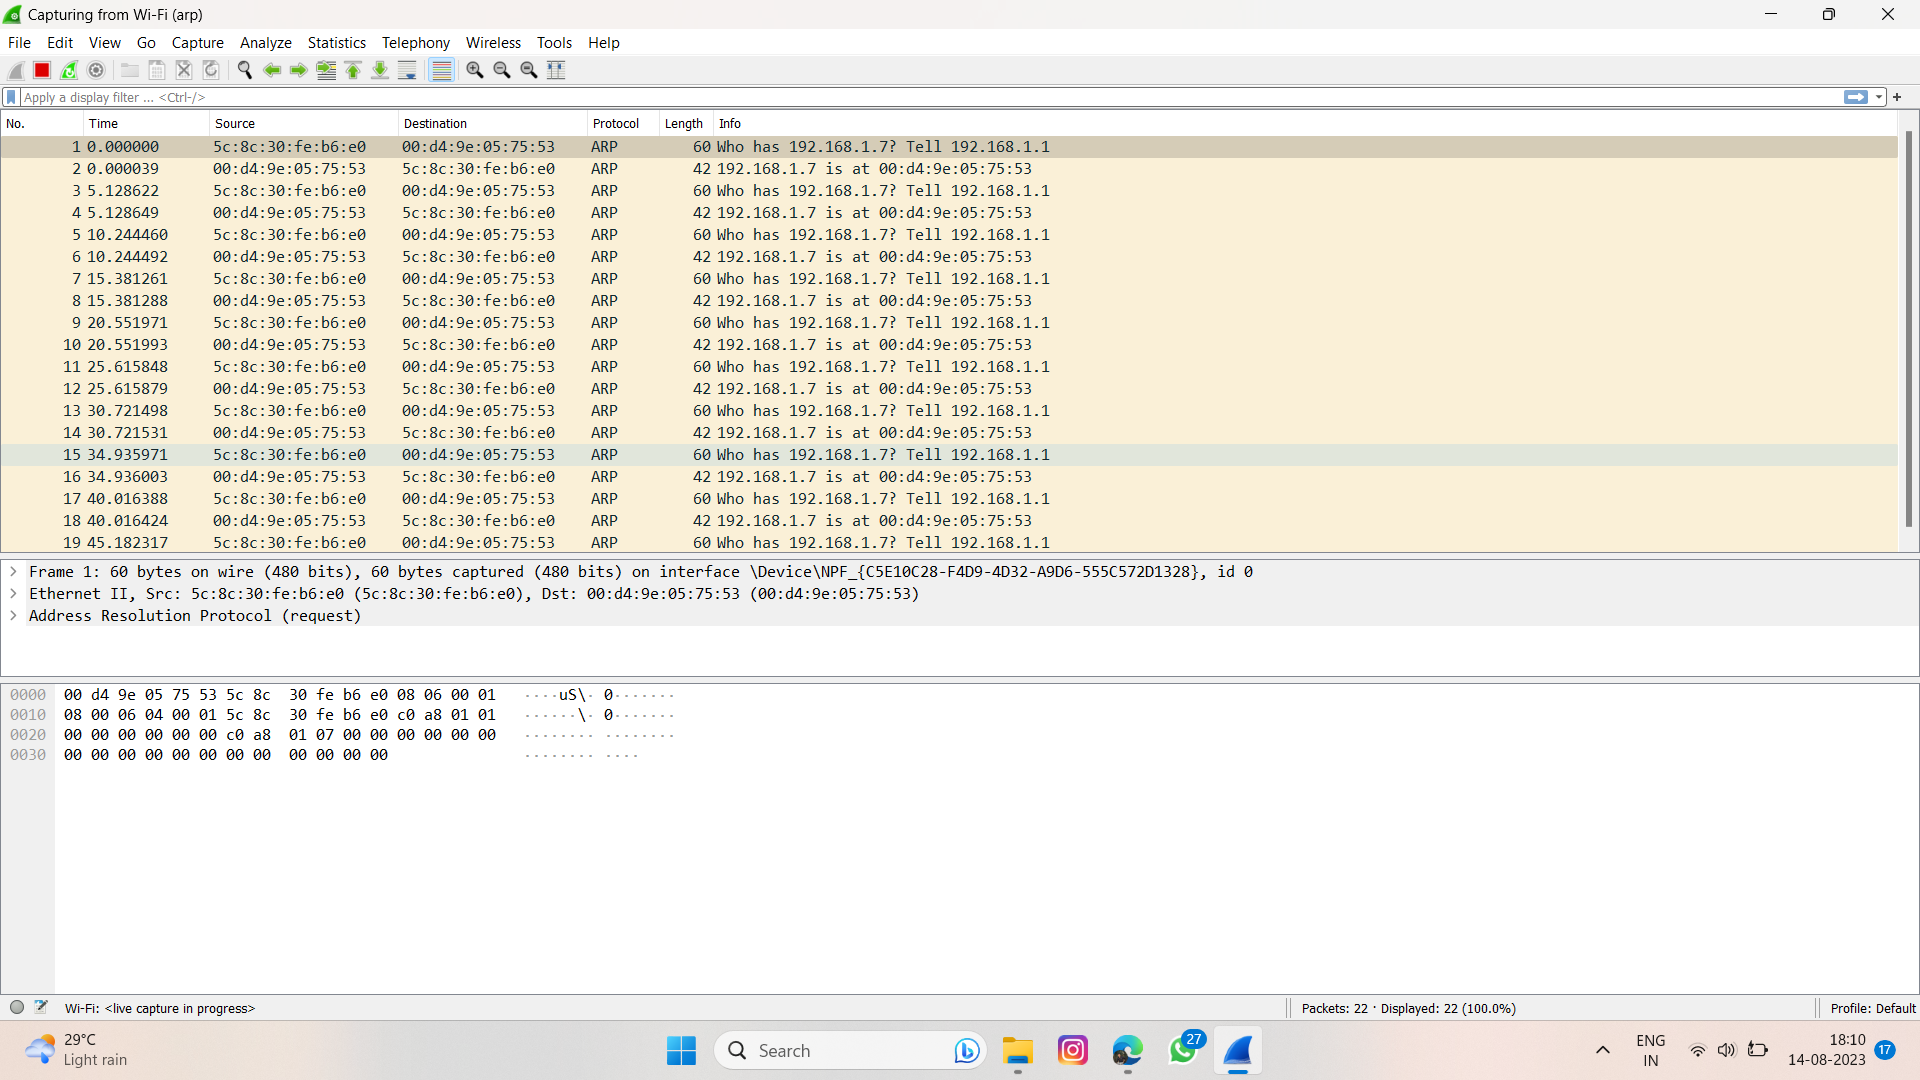 Capturing from Wi-Fi (arp)
File Edit View Go Capture Analyze Statistics Telephony Wireless Tools Help
Apply a display filter ... <Ctrl-/>
No. Time Source Destination Protocol Length Info
1 0.000000 5c:8c:30:fe:b6:e0 00:d4:9e:05:75:53 ARP 60 Who has 192.168.1.7? Tell 192.168.1.1
2 0.000039 00:d4:9e:05:75:53 5c:8c:30:fe:b6:e0 ARP 42 192.168.1.7 is at 00:d4:9e:05:75:53
3 5.128622 5c:8c:30:fe:b6:e0 00:d4:9e:05:75:53 ARP 60 Who has 192.168.1.7? Tell 192.168.1.1
4 5.128649 00:d4:9e:05:75:53 5c:8c:30:fe:b6:e0 ARP 42 192.168.1.7 is at 00:d4:9e:05:75:53
5 10.244460 5c:8c:30:fe:b6:e0 00:d4:9e:05:75:53 ARP 60 Who has 192.168.1.7? Tell 192.168.1.1
6 10.244492 00:d4:9e:05:75:53 5c:8c:30:fe:b6:e0 ARP 42 192.168.1.7 is at 00:d4:9e:05:75:53
7 15.381261 5c:8c:30:fe:b6:e0 00:d4:9e:05:75:53 ARP 60 Who has 192.168.1.7? Tell 192.168.1.1
8 15.381288 00:d4:9e:05:75:53 5c:8c:30:fe:b6:e0 ARP 42 192.168.1.7 is at 00:d4:9e:05:75:53
9 20.551971 5c:8c:30:fe:b6:e0 00:d4:9e:05:75:53 ARP 60 Who has 192.168.1.7? Tell 192.168.1.1
10 20.551993 00:d4:9e:05:75:53 5c:8c:30:fe:b6:e0 ARP 42 192.168.1.7 is at 00:d4:9e:05:75:53
11 25.615848 5c:8c:30:fe:b6:e0 00:d4:9e:05:75:53 ARP 60 Who has 192.168.1.7? Tell 192.168.1.1
12 25.615879 00:d4:9e:05:75:53 5c:8c:30:fe:b6:e0 ARP 42 192.168.1.7 is at 00:d4:9e:05:75:53
13 30.721498 5c:8c:30:fe:b6:e0 00:d4:9e:05:75:53 ARP 60 Who has 192.168.1.7? Tell 192.168.1.1
14 30.721531 00:d4:9e:05:75:53 5c:8c:30:fe:b6:e0 ARP 42 192.168.1.7 is at 00:d4:9e:05:75:53
15 34.935971 5c:8c:30:fe:b6:e0 00:d4:9e:05:75:53 ARP 60 Who has 192.168.1.7? Tell 192.168.1.1
16 34.936003 00:d4:9e:05:75:53 5c:8c:30:fe:b6:e0 ARP 42 192.168.1.7 is at 00:d4:9e:05:75:53
17 40.016388 5c:8c:30:fe:b6:e0 00:d4:9e:05:75:53 ARP 60 Who has 192.168.1.7? Tell 192.168.1.1
18 40.016424 00:d4:9e:05:75:53 5c:8c:30:fe:b6:e0 ARP 42 192.168.1.7 is at 00:d4:9e:05:75:53
19 45.182317 5c:8c:30:fe:b6:e0 00:d4:9e:05:75:53 ARP 60 Who has 192.168.1.7? Tell 192.168.1.1
Frame 1: 60 bytes on wire (480 bits), 60 bytes captured (480 bits) on interface \Device\NPF_{C5E10C28-F4D9-4D32-A9D6-555C572D1328}, id 0
Ethernet II, Src: 5c:8c:30:fe:b6:e0 (5c:8c:30:fe:b6:e0), Dst: 00:d4:9e:05:75:53 (00:d4:9e:05:75:53)
Address Resolution Protocol (request)
0000 00 d4 9e 05 75 53 5c 8c 30 fe b6 e0 08 06 00 01 ····uS\· 0·······
0010 08 00 06 04 00 01 5c 8c 30 fe b6 e0 c0 a8 01 01 ······\· 0·······
0020 00 00 00 00 00 00 c0 a8 01 07 00 00 00 00 00 00 ········ ········
0030 00 00 00 00 00 00 00 00 00 00 00 00 ········ ····
Wi-Fi: <live capture in progress> Packets: 22 · Displayed: 22 (100.0%) Profile: Default
29°C
Light rain
Search
27
ENG
IN
18:10
14-08-2023
17